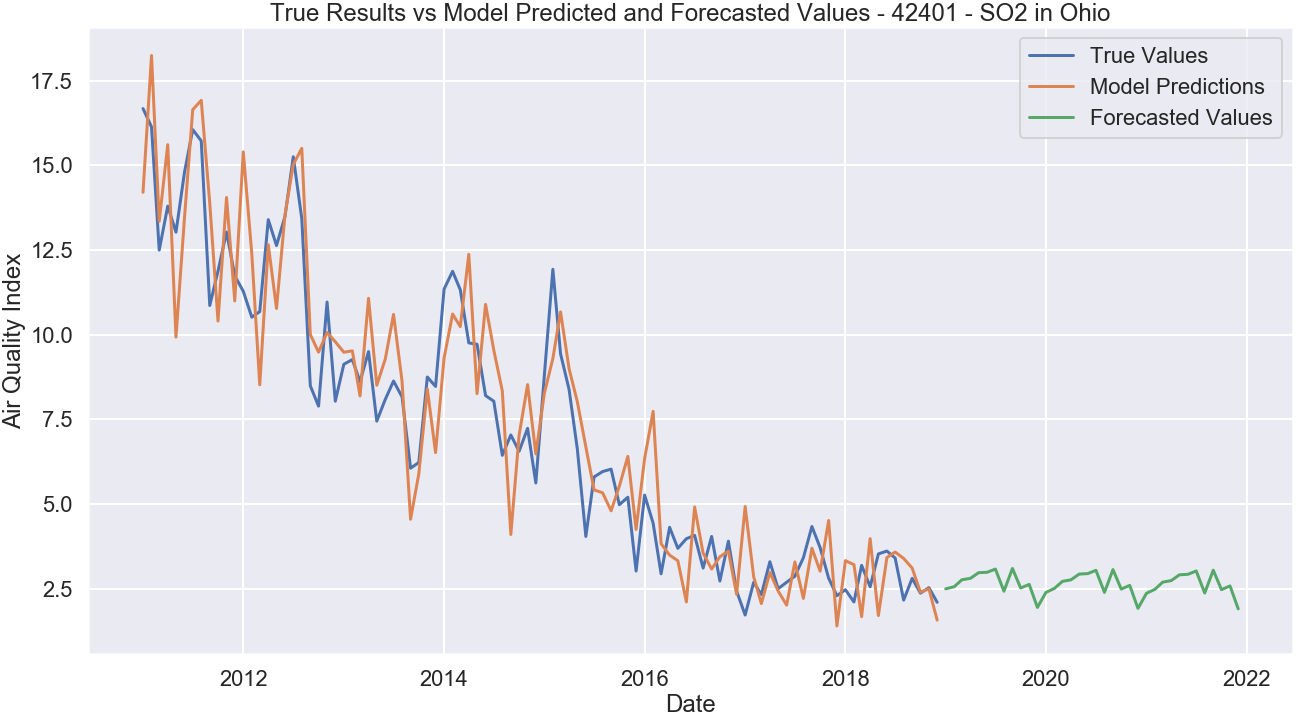 True Results vs Model Predicted and Forecasted Values - 42401 - SO2 in Ohio
True Values
Model Predictions
Forecasted Values
17.5
15.0
12.5
10.0
7.5
5.0
2.5
Air Quality Index
2012
2014
2016
2018
2020
2022
Date